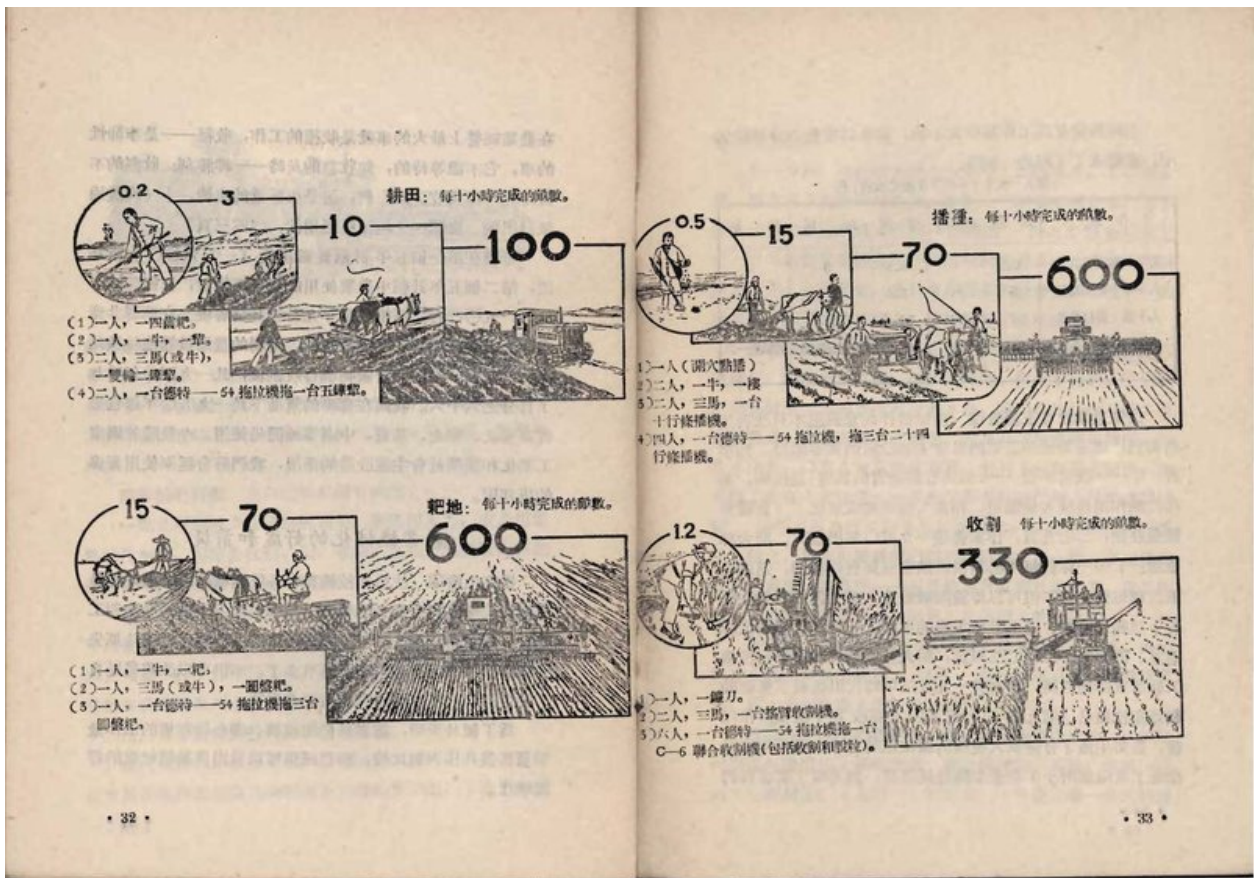 耕田： 每十小時完成的畝數。
0.2
3
10
100
(1)一人，一四齒耙。
(2)一人，一牛，一犂。
(3)二人，三馬(或牛)，
一雙輪二鏵犂。
(4)二人，一台德特——54 拖拉機拖一台五鏵犂。
耙地： 每十小時完成的畝數。
15
70
600
(1)一人，一牛，一耙。
(2)一人，三馬(或牛)，一圓盤耙。
(3)一人，一台德特——54 拖拉機拖三台
圓盤耙。
• 32 •
播種： 每十小時完成的畝數。
0.5
15
70
600
1)一人(開穴點播)
2)二人，一牛，一耬
3)二人，三馬，一台
十行條播機。
4)四人，一台德特——54 拖拉機，拖三台二十四
行條播機。
收割 每十小時完成的畝數。
1.2
70
330
1)一人，一鐮刀。
2)二人，三馬，一台搖臂收割機。
3)六人，一台德特——54 拖拉機拖一台
C—6 聯合收割機(包括收割和脫粒)。
• 33 •